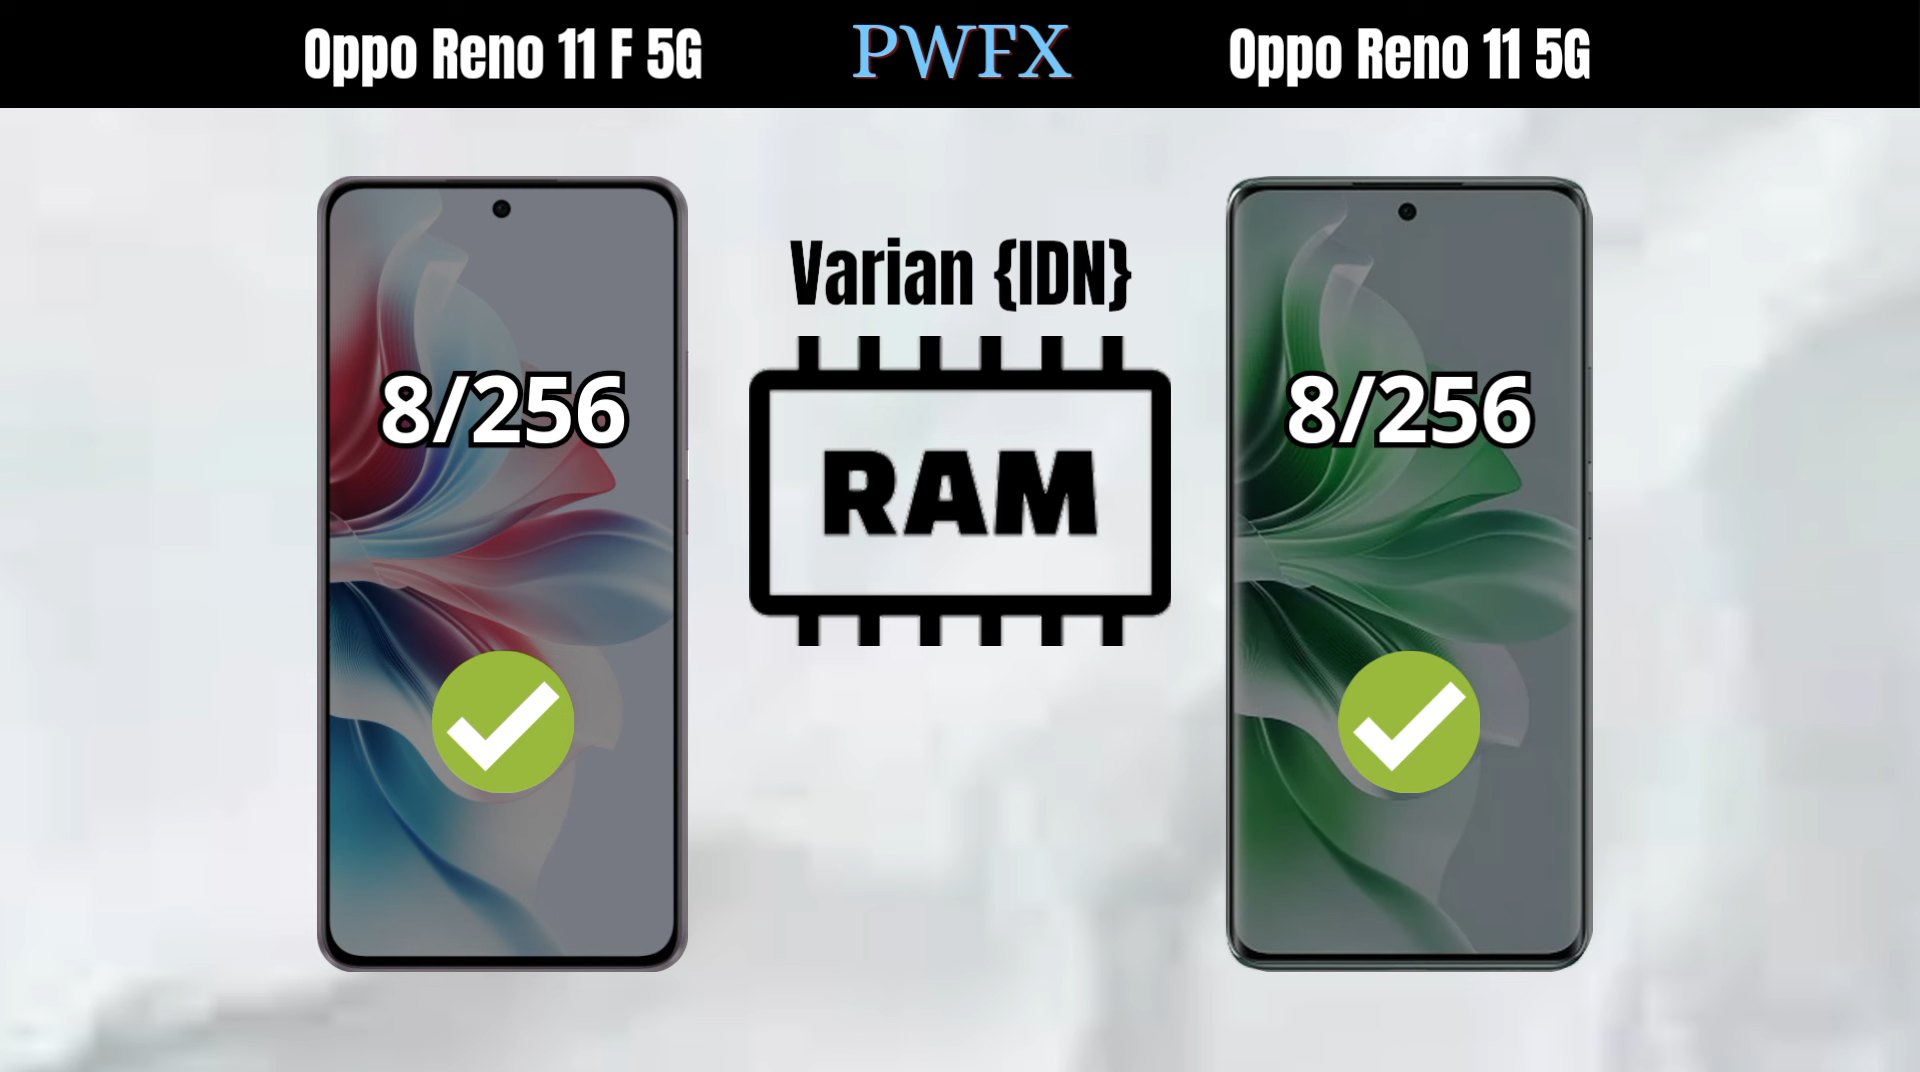 Oppo Reno 11 F 5G
PWFX
Oppo Reno 11 5G
Varian {IDN}
8/256
RAM
8/256